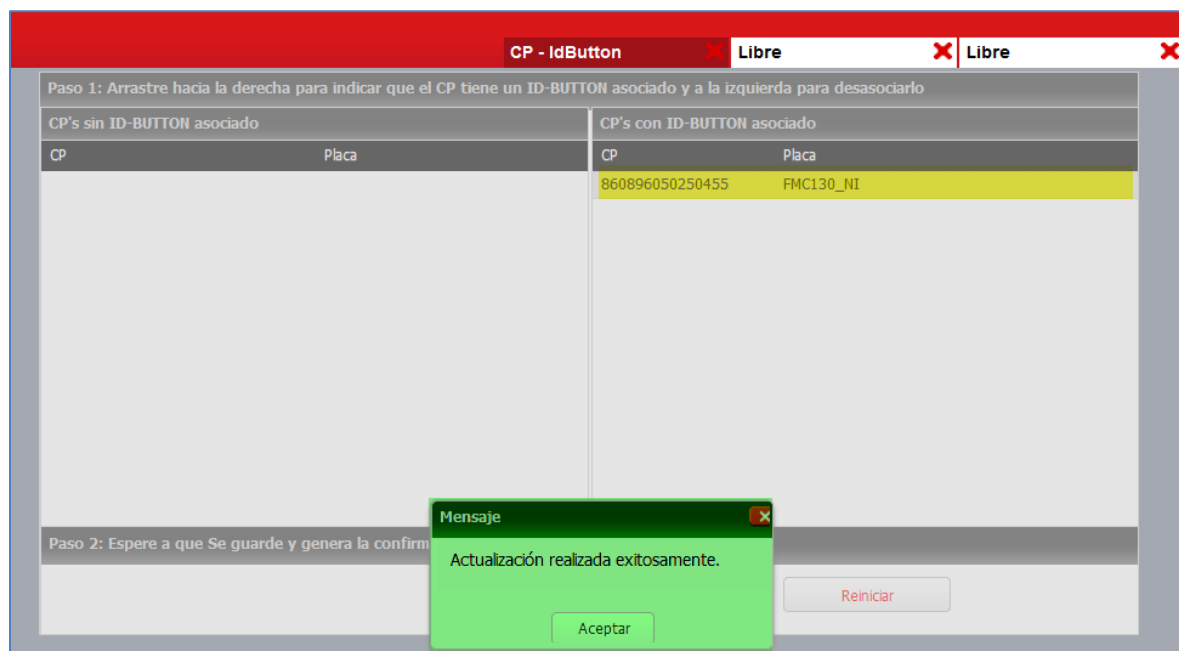 CP - IdButton Libre Libre
Paso 1: Arrastre hacia la derecha para indicar que el CP tiene un ID-BUTTON asociado y a la izquierda para desasociarlo
CP's sin ID-BUTTON asociado
CP Placa
CP's con ID-BUTTON asociado
CP Placa
860896050250455 FMC130_NI
Paso 2: Espere a que Se guarde y genera la
Mensaje
Actualización realizada exitosamente.
Aceptar
Reiniciar